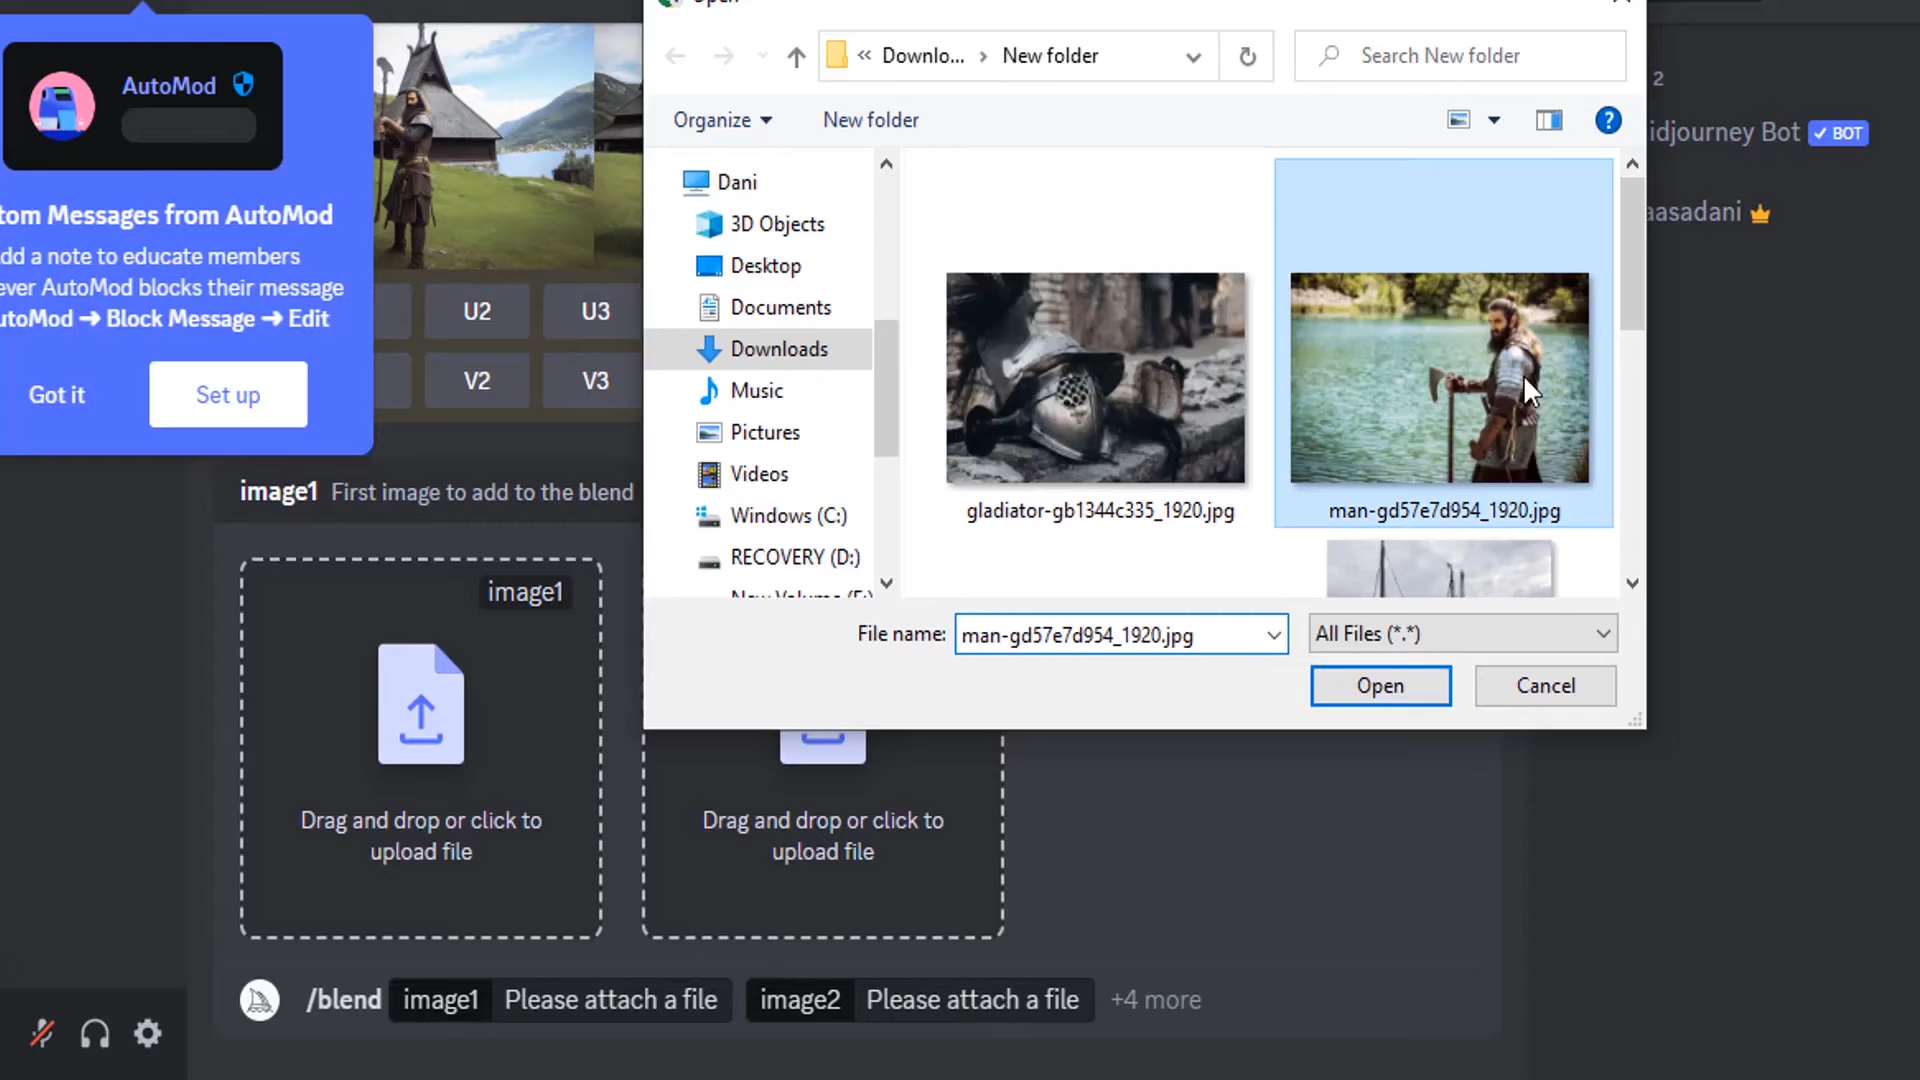 Open
AutoMod
tom Messages from AutoMod
dd a note to educate members
ever AutoMod blocks their message
utoMod → Block Message → Edit
Got it
Set up
U2
U3
V2
V3
Downlo...
New folder
Search New folder
Organize
New folder
Dani
3D Objects
Desktop
Documents
Downloads
Music
Pictures
Videos
Windows (C:)
RECOVERY (D:)
gladiator-gb1344c335_1920.jpg
man-gd57e7d954_1920.jpg
File name:
man-gd57e7d954_1920.jpg
All Files (*.*)
Open
Cancel
2
idjourney Bot ✓ BOT
aasadani
image1 First image to add to the blend
image1
Drag and drop or click to
upload file
Drag and drop or click to
upload file
/blend image1 Please attach a file image2 Please attach a file +4 more